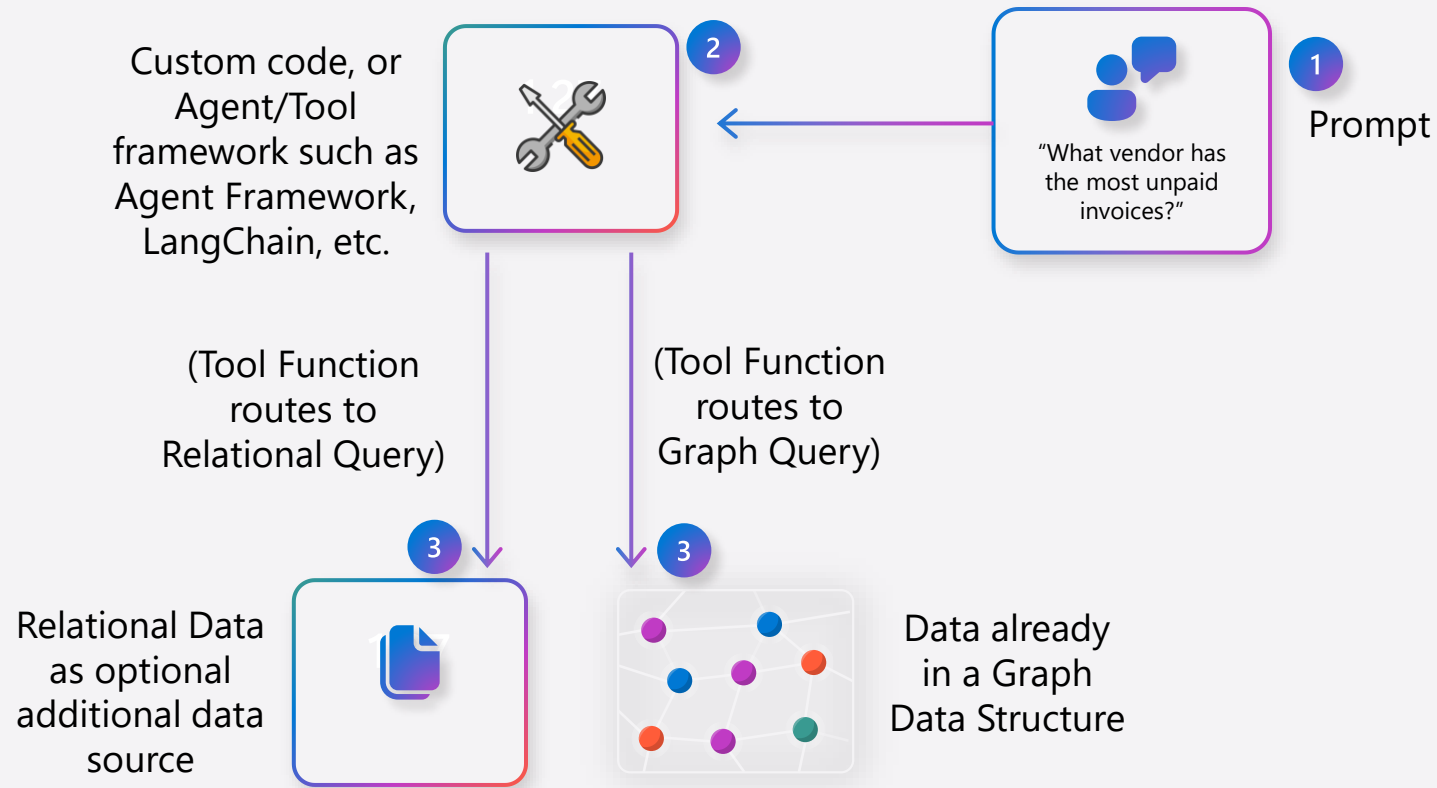 Custom code, or
Agent/Tool
framework such as
Agent Framework,
LangChain, etc.
2
1
Prompt
“What vendor has
the most unpaid
invoices?”
(Tool Function
routes to
Relational Query)
(Tool Function
routes to
Graph Query)
3
3
Relational Data
as optional
additional data
source
Data already
in a Graph
Data Structure